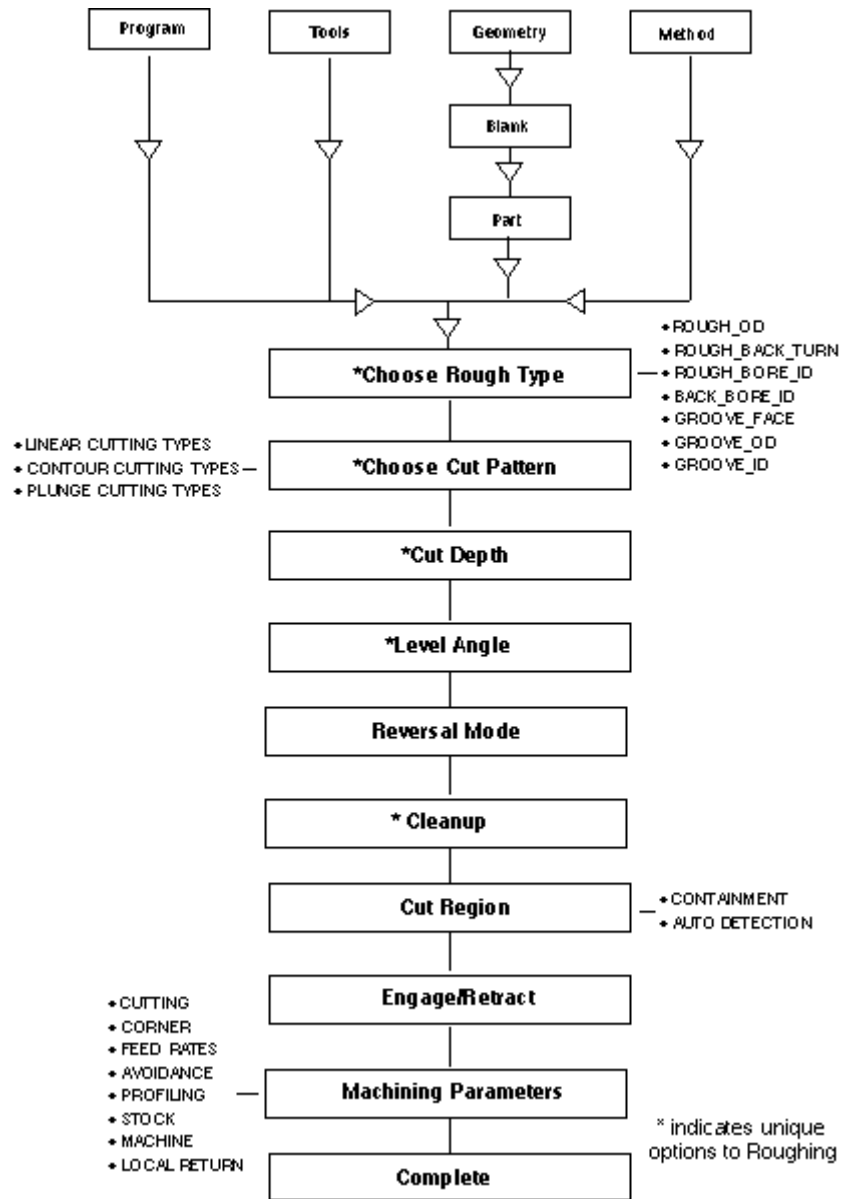 Program
Tools
Geometry
Method
Blank
Part
*Choose Rough Type
• ROUGH_OD
• ROUGH_BACK_TURN
• ROUGH_BORE_ID
• BACK_BORE_ID
• GROOVE_FACE
• GROOVE_OD
• GROOVE_ID
• LINEAR CUTTING TYPES
• CONTOUR CUTTING TYPES
• PLUNGE CUTTING TYPES
*Choose Cut Pattern
*Cut Depth
*Level Angle
Reversal Mode
* Cleanup
Cut Region
• CONTAINMENT
• AUTO DETECTION
Engage/Retract
• CUTTING
• CORNER
• FEED RATES
• AVOIDANCE
• PROFILING
• STOCK
• MACHINE
• LOCAL RETURN
Machining Parameters
* indicates unique
options to Roughing
Complete